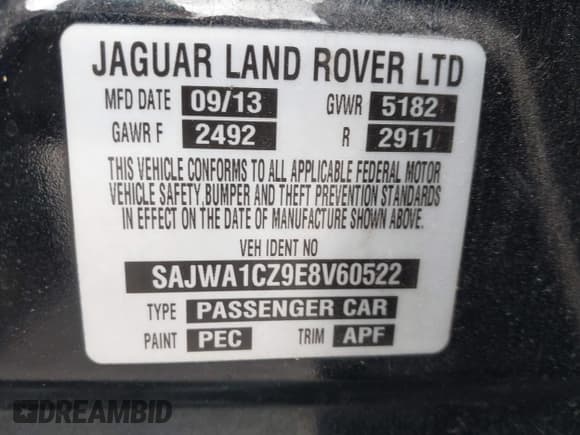 JAGUAR LAND ROVER LTD
MFD DATE 09/13 GVWR 5182
GAWR F 2492 R 2911
THIS VEHICLE CONFORMS TO ALL APPLICABLE FEDERAL MOTOR
VEHICLE SAFETY,BUMPER AND THEFT PREVENTION STANDARDS
IN EFFECT ON THE DATE OF MANUFACTURE SHOWN ABOVE.
VEH IDENT NO
SAJWA1CZ9E8V60522
TYPE PASSENGER CAR
PAINT PEC TRIM APF
DREAMBID